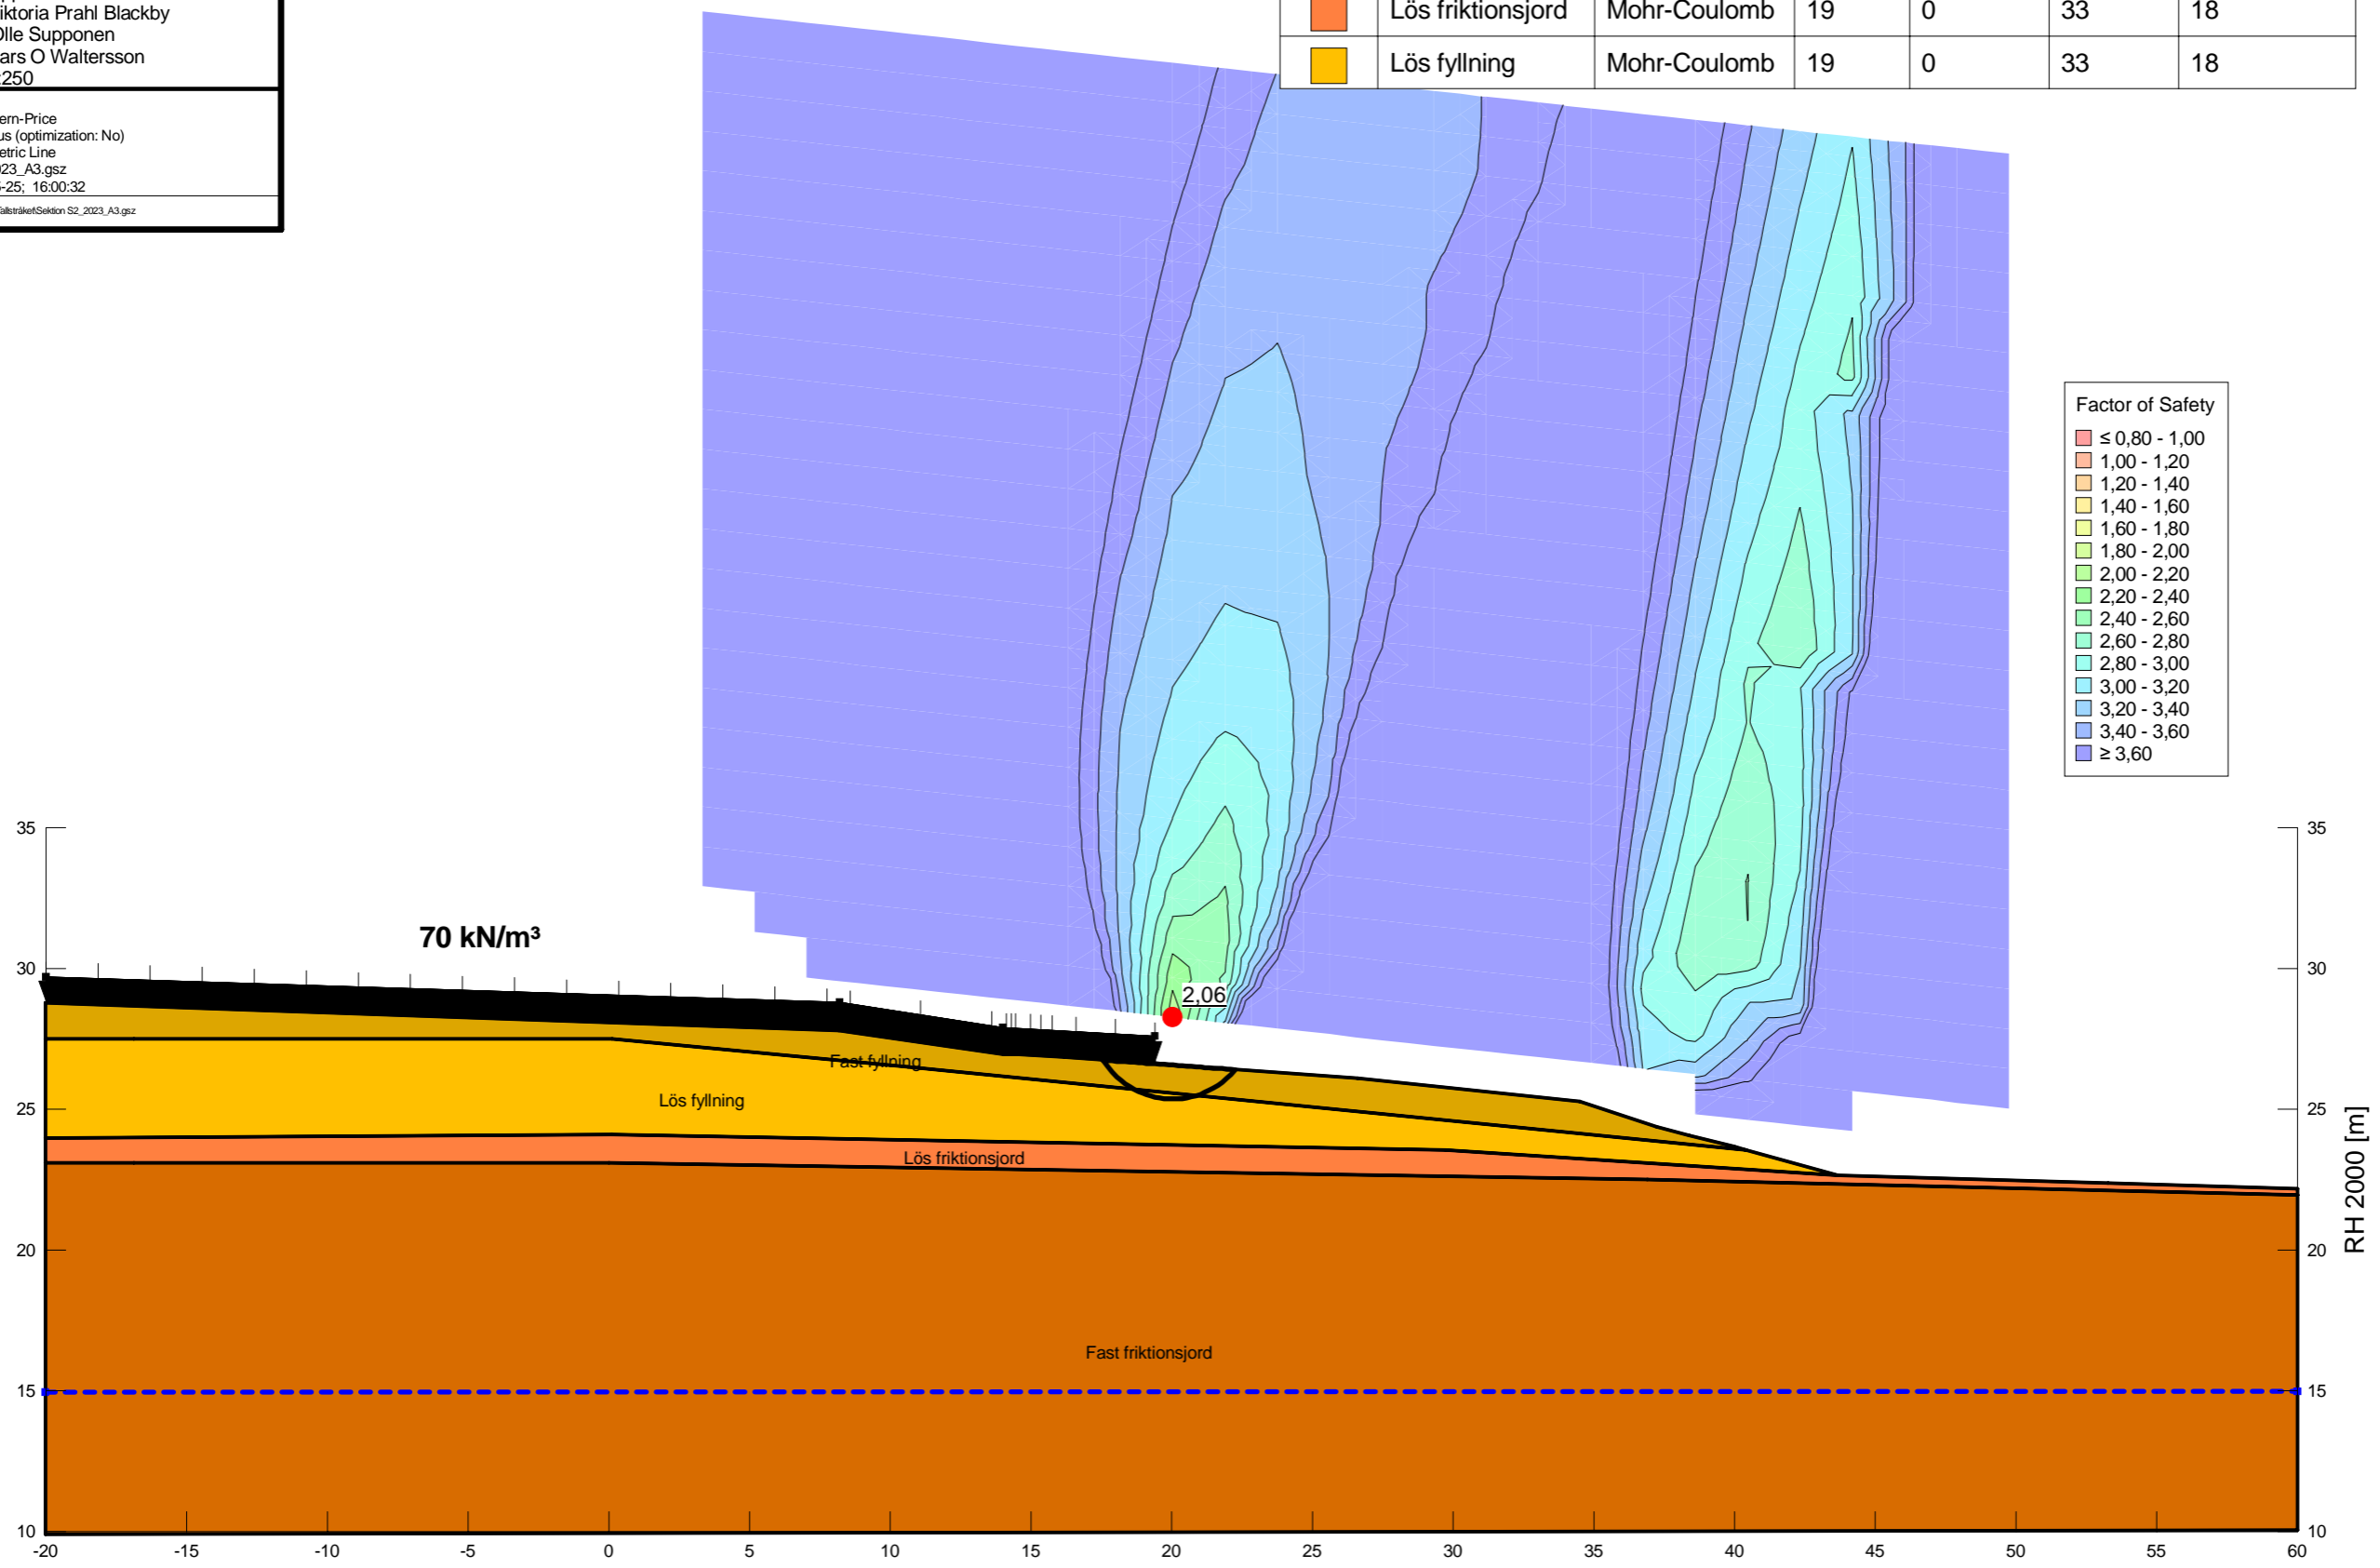 iktoria Prahl Blackby
Olle Supponen
ars O Waltersson
250
ern-Price
us (optimization: No)
etric Line
023_A3.gsz
-25; 16:00:32
Tallstråket\Sektion S2_2023_A3.gsz
Lös friktionsjord Mohr-Coulomb 19 0 33 18
Lös fyllning Mohr-Coulomb 19 0 33 18
Factor of Safety
≤ 0,80 - 1,00
1,00 - 1,20
1,20 - 1,40
1,40 - 1,60
1,60 - 1,80
1,80 - 2,00
2,00 - 2,20
2,20 - 2,40
2,40 - 2,60
2,60 - 2,80
2,80 - 3,00
3,00 - 3,20
3,20 - 3,40
3,40 - 3,60
≥ 3,60
35 35
70 kN/m³
30 30
2,06
Fast fyllning
Lös fyllning
25 25
Lös friktionsjord
RH 2000 [m]
20 20
Fast friktionsjord
15 15
10 10
-20 -15 -10 -5 0 5 10 15 20 25 30 35 40 45 50 55 60